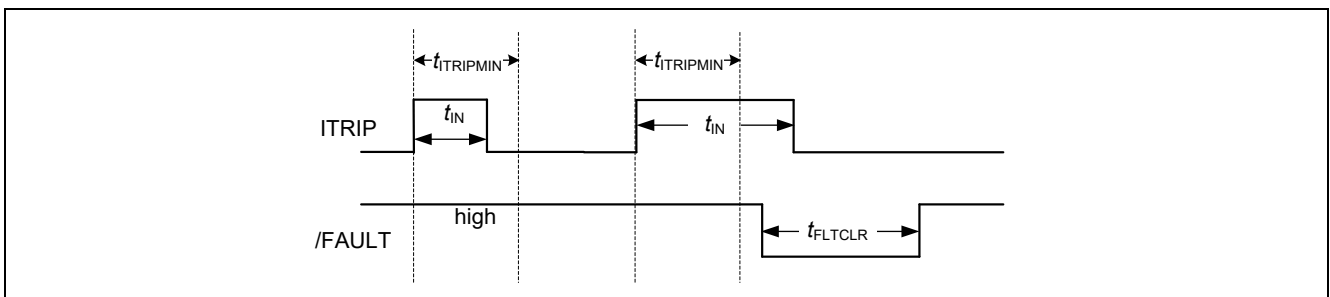 tITRIPMIN tITRIPMIN
ITRIP tIN tIN
high
/FAULT tFLTCLR